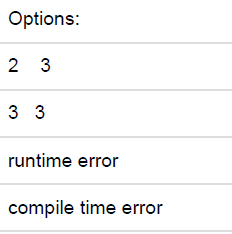 Options:
2    3
3   3
runtime error
compile time error